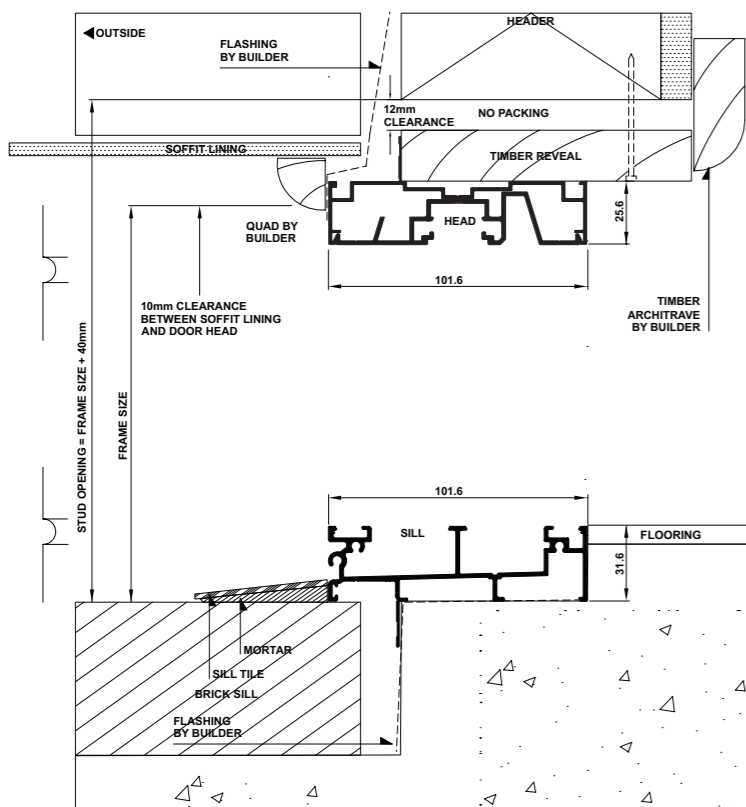 OUTSIDE
FLASHING
BY BUILDER
HEADER
12mm
CLEARANCE
NO PACKING
SOFFIT LINING
TIMBER REVEAL
HEAD
25.6
QUAD BY
BUILDER
101.6
10mm CLEARANCE
BETWEEN SOFFIT LINING
AND DOOR HEAD
TIMBER
ARCHITRAVE
BY BUILDER
STUD OPENING = FRAME SIZE + 40mm
FRAME SIZE
101.6
SILL
FLOORING
31.6
MORTAR
SILL TILE
BRICK SILL
FLASHING
BY BUILDER